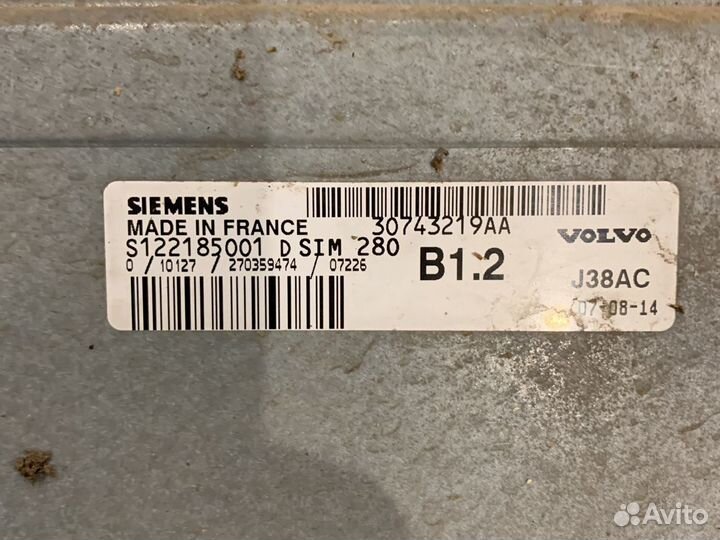 SIEMENS
MADE IN FRANCE 30743219AA
S122185001 D SIM 280
0 / 10127 / 270359474 / 07226
B1.2
VOLVO
J38AC
07-08-14
Avito